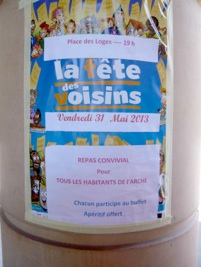 Place des Loges --- 19 h
la fête
des
voisins
Vendredi 31 Mai 2013
REPAS CONVIVIAL
Pour
TOUS LES HABITANTS DE L'ARCHE
Chacun participe au buffet
Apéritif offert